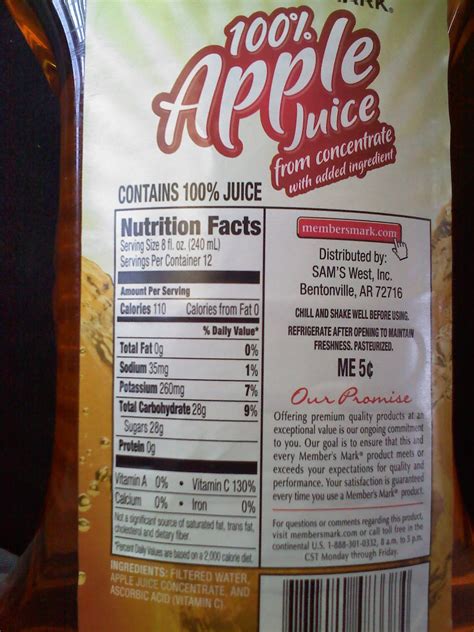 MARK®
100%
Apple
Juice
from concentrate
with added ingredient
CONTAINS 100% JUICE
Nutrition Facts
Serving Size 8 fl. oz. (240 mL)
Servings Per Container 12
Amount Per Serving
Calories 110 Calories from Fat 0
% Daily Value*
Total Fat 0g 0%
Sodium 35mg 1%
Potassium 260mg 7%
Total Carbohydrate 28g 9%
Sugars 28g
Protein 0g
Vitamin A 0% • Vitamin C 130%
Calcium 0% • Iron 0%
Not a significant source of saturated fat, trans fat,
cholesterol and dietary fiber.
*Percent Daily Values are based on a 2,000 calorie diet.
INGREDIENTS: FILTERED WATER,
APPLE JUICE CONCENTRATE, AND
ASCORBIC ACID (VITAMIN C)
membersmark.com
Distributed by:
SAM'S West, Inc.
Bentonville, AR 72716
CHILL AND SHAKE WELL BEFORE USING.
REFRIGERATE AFTER OPENING TO MAINTAIN
FRESHNESS. PASTEURIZED.
ME 5¢
Our Promise
Offering premium quality products at an
exceptional value is our ongoing commitment
to you. Our goal is to ensure that this and
every Member's Mark® product meets or
exceeds your expectations for quality and
performance. Your satisfaction is guaranteed
every time you use a Member's Mark® product.
For questions or comments regarding this product,
visit membersmark.com or call toll free in the
continental U.S. 1-888-301-0332, 8 a.m. to 5 p.m.
CST Monday through Friday.